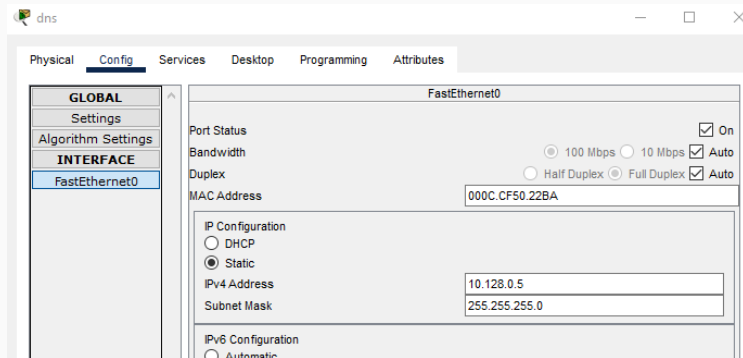 dns
Physical Config Services Desktop Programming Attributes
GLOBAL
Settings
Algorithm Settings
INTERFACE
FastEthernet0
FastEthernet0
Port Status On
Bandwidth 100 Mbps 10 Mbps Auto
Duplex Half Duplex Full Duplex Auto
MAC Address 000C.CF50.22BA
IP Configuration
DHCP
Static
IPv4 Address 10.128.0.5
Subnet Mask 255.255.255.0
IPv6 Configuration
Automatic